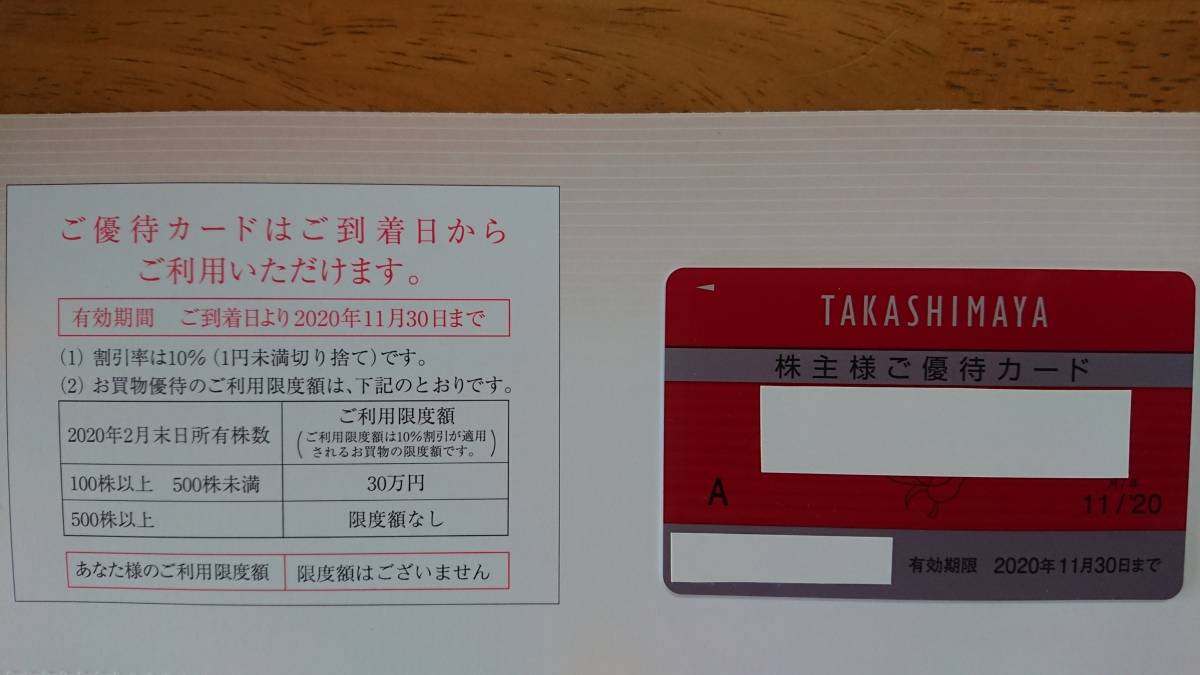 ご優待カードはご到着日から
ご利用いただけます。
有効期間 ご到着日より2020年11月30日まで
(1) 割引率は10%(1円未満切り捨て)です。
(2) お買物優待のご利用限度額は、下記のとおりです。
2020年2月末日所有株数
ご利用限度額
(ご利用限度額は10%割引が適用
されるお買物の限度額です。)
100株以上 500株未満
30万円
500株以上
限度額なし
あなた様のご利用限度額
限度額はございません
TAKASHIMAYA
株主様ご優待カード
A
11/'20
有効期限 2020年11月30日まで